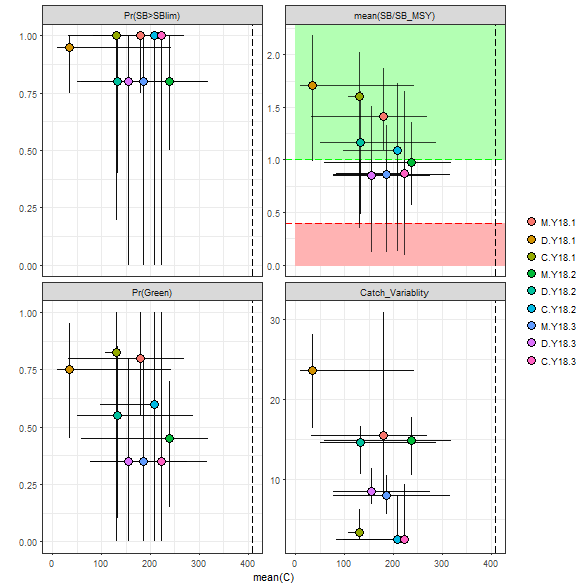 Pr(SB>SBlim)
mean(SB/SB_MSY)
1.00
0.75
0.50
0.25
0.00
2.0
1.5
1.0
0.5
0.0
Pr(Green)
Catch_Variablity
1.00
0.75
0.50
0.25
0.00
30
20
10
0 100 200 300 400
0 100 200 300 400
mean(C)
M.Y18.1
D.Y18.1
C.Y18.1
M.Y18.2
D.Y18.2
C.Y18.2
M.Y18.3
D.Y18.3
C.Y18.3